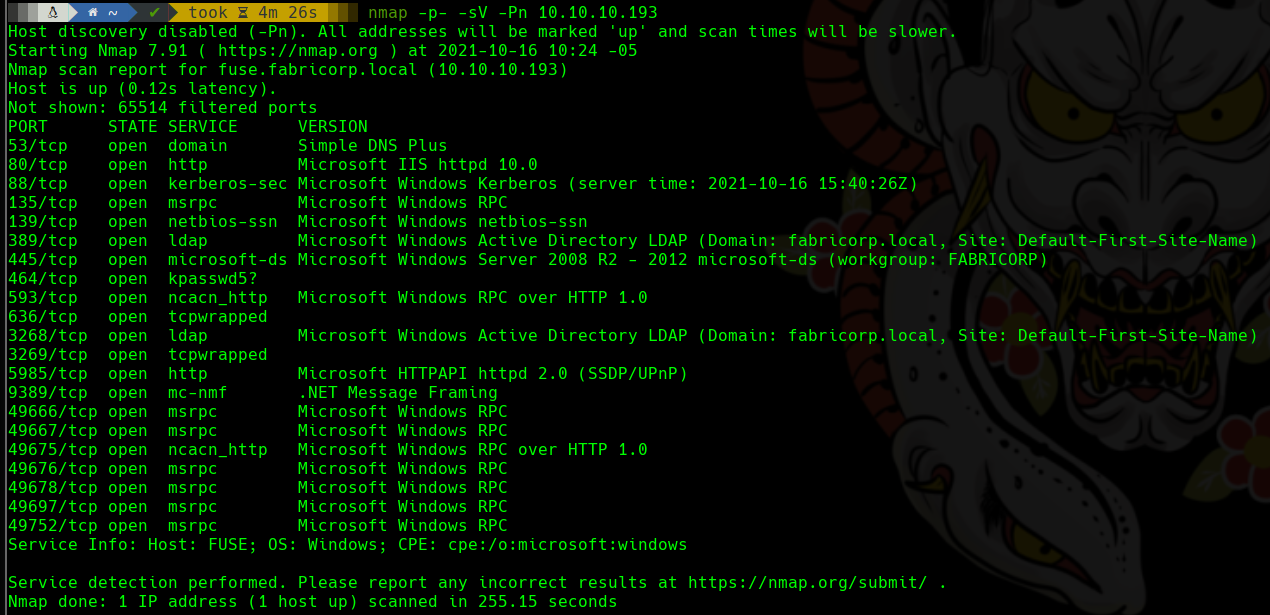 ~ ✔ took ⌛ 4m 26s nmap -p- -sV -Pn 10.10.10.193
Host discovery disabled (-Pn). All addresses will be marked 'up' and scan times will be slower.
Starting Nmap 7.91 ( https://nmap.org ) at 2021-10-16 10:24 -05
Nmap scan report for fuse.fabricorp.local (10.10.10.193)
Host is up (0.12s latency).
Not shown: 65514 filtered ports
PORT      STATE SERVICE      VERSION
53/tcp    open  domain       Simple DNS Plus
80/tcp    open  http         Microsoft IIS httpd 10.0
88/tcp    open  kerberos-sec Microsoft Windows Kerberos (server time: 2021-10-16 15:40:26Z)
135/tcp   open  msrpc        Microsoft Windows RPC
139/tcp   open  netbios-ssn  Microsoft Windows netbios-ssn
389/tcp   open  ldap         Microsoft Windows Active Directory LDAP (Domain: fabricorp.local, Site: Default-First-Site-Name)
445/tcp   open  microsoft-ds Microsoft Windows Server 2008 R2 - 2012 microsoft-ds (workgroup: FABRICORP)
464/tcp   open  kpasswd5?
593/tcp   open  ncacn_http   Microsoft Windows RPC over HTTP 1.0
636/tcp   open  tcpwrapped
3268/tcp  open  ldap         Microsoft Windows Active Directory LDAP (Domain: fabricorp.local, Site: Default-First-Site-Name)
3269/tcp  open  tcpwrapped
5985/tcp  open  http         Microsoft HTTPAPI httpd 2.0 (SSDP/UPnP)
9389/tcp  open  mc-nmf       .NET Message Framing
49666/tcp open  msrpc        Microsoft Windows RPC
49667/tcp open  msrpc        Microsoft Windows RPC
49675/tcp open  ncacn_http   Microsoft Windows RPC over HTTP 1.0
49676/tcp open  msrpc        Microsoft Windows RPC
49678/tcp open  msrpc        Microsoft Windows RPC
49697/tcp open  msrpc        Microsoft Windows RPC
49752/tcp open  msrpc        Microsoft Windows RPC
Service Info: Host: FUSE; OS: Windows; CPE: cpe:/o:microsoft:windows
Service detection performed. Please report any incorrect results at https://nmap.org/submit/ .
Nmap done: 1 IP address (1 host up) scanned in 255.15 seconds